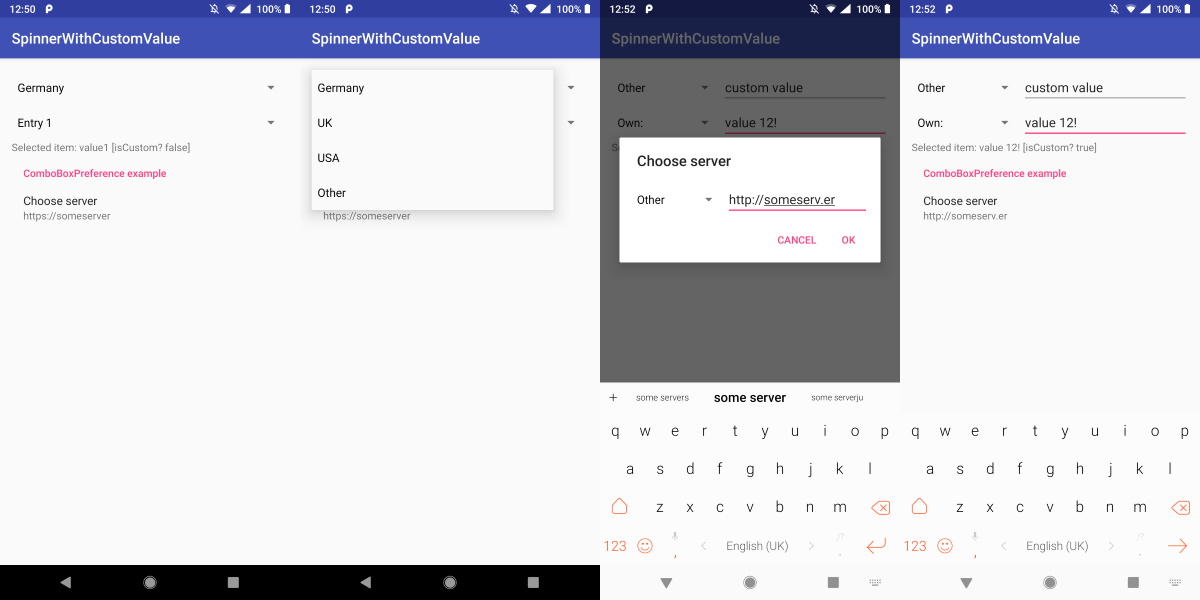 12:50 100%
SpinnerWithCustomValue
Germany
Entry 1
Selected item: value1 [isCustom? false]
ComboBoxPreference example
Choose server
https://someserver
12:50 100%
SpinnerWithCustomValue
Germany
UK
USA
Other
https://someserver
12:52 100%
SpinnerWithCustomValue
Other custom value
Own: value 12!
Choose server
Other http://someserv.er
CANCEL OK
+ some servers some server some serverju
q w e r t y u i o p
a s d f g h j k l
z x c v b n m
123 , < English (UK) > .
12:52 100%
SpinnerWithCustomValue
Other custom value
Own: value 12!
Selected item: value 12! [isCustom? true]
ComboBoxPreference example
Choose server
http://someserv.er
q w e r t y u i o p
a s d f g h j k l
z x c v b n m
123 , < English (UK) > .